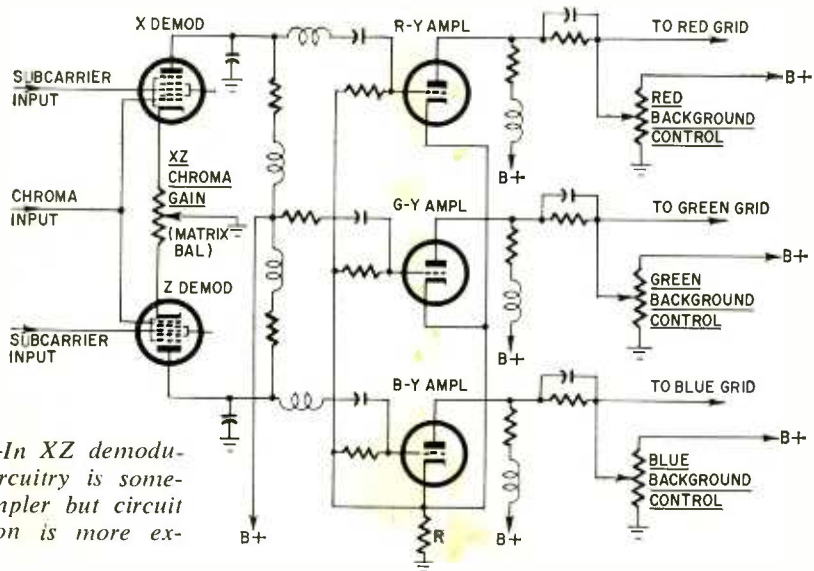 X DEMOD
R-Y AMPL
TO RED GRID
SUBCARRIER
INPUT
B+
RED
BACKGROUND
CONTROL
XZ
CHROMA
GAIN
(MATRIX
BAL)
B+
CHROMA
INPUT
G-Y AMPL
TO GREEN GRID
B+
Z DEMOD
GREEN
BACKGROUND
CONTROL
SUBCARRIER
INPUT
B+
B-Y AMPL
TO BLUE GRID
B+
-In XZ demodu-
rcuitry is some-
npler but circuit
on is more ex-
BLUE
BACKGROUND
CONTROL
B+
R
B+